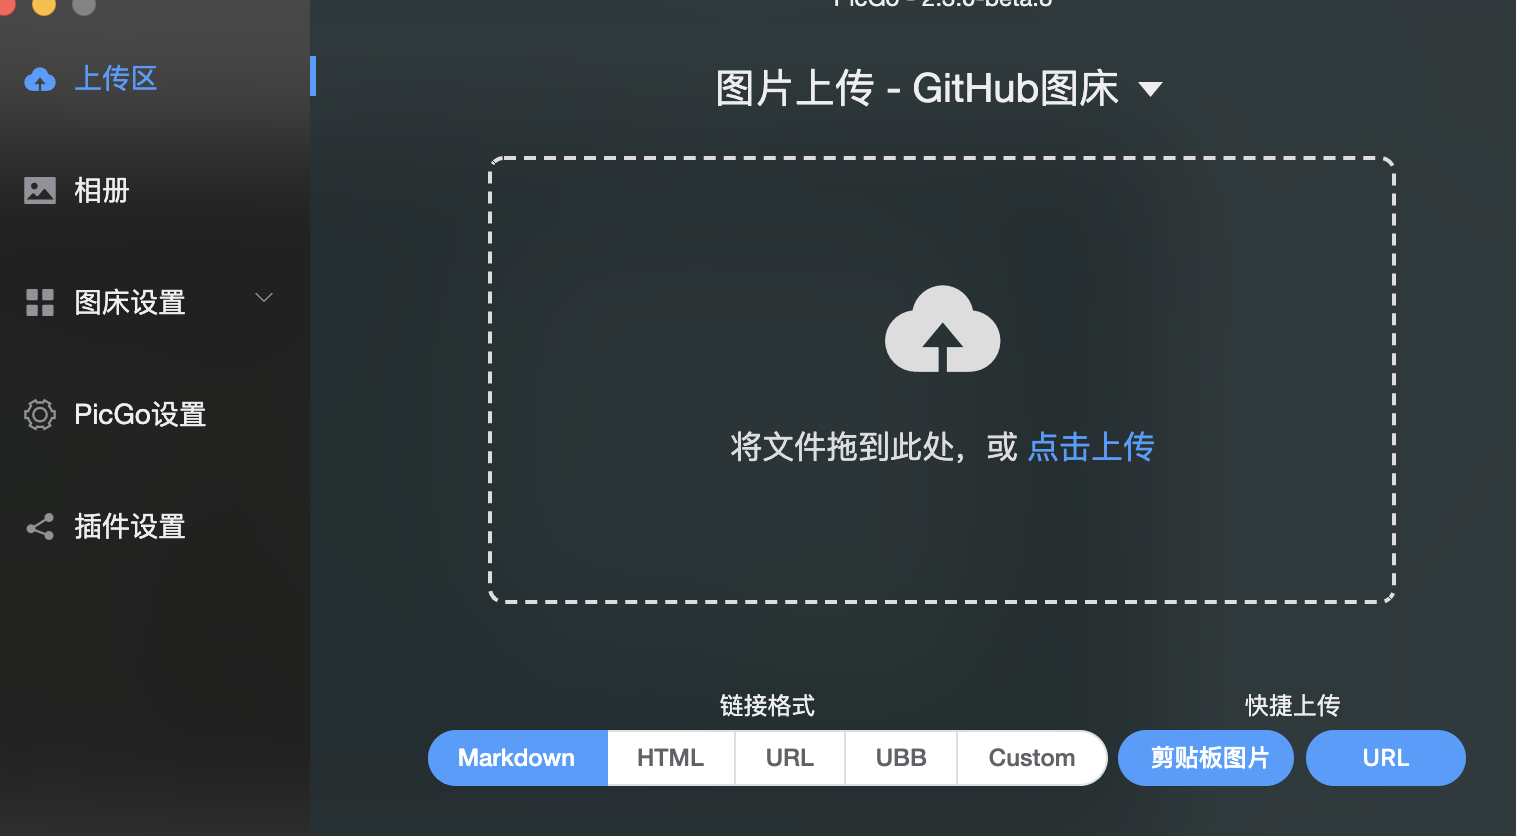 上传区
相册
图床设置
PicGo设置
插件设置
图片上传 - GitHub图床
将文件拖到此处，或 点击上传
链接格式
Markdown
HTML
URL
UBB
Custom
快捷上传
剪贴板图片
URL